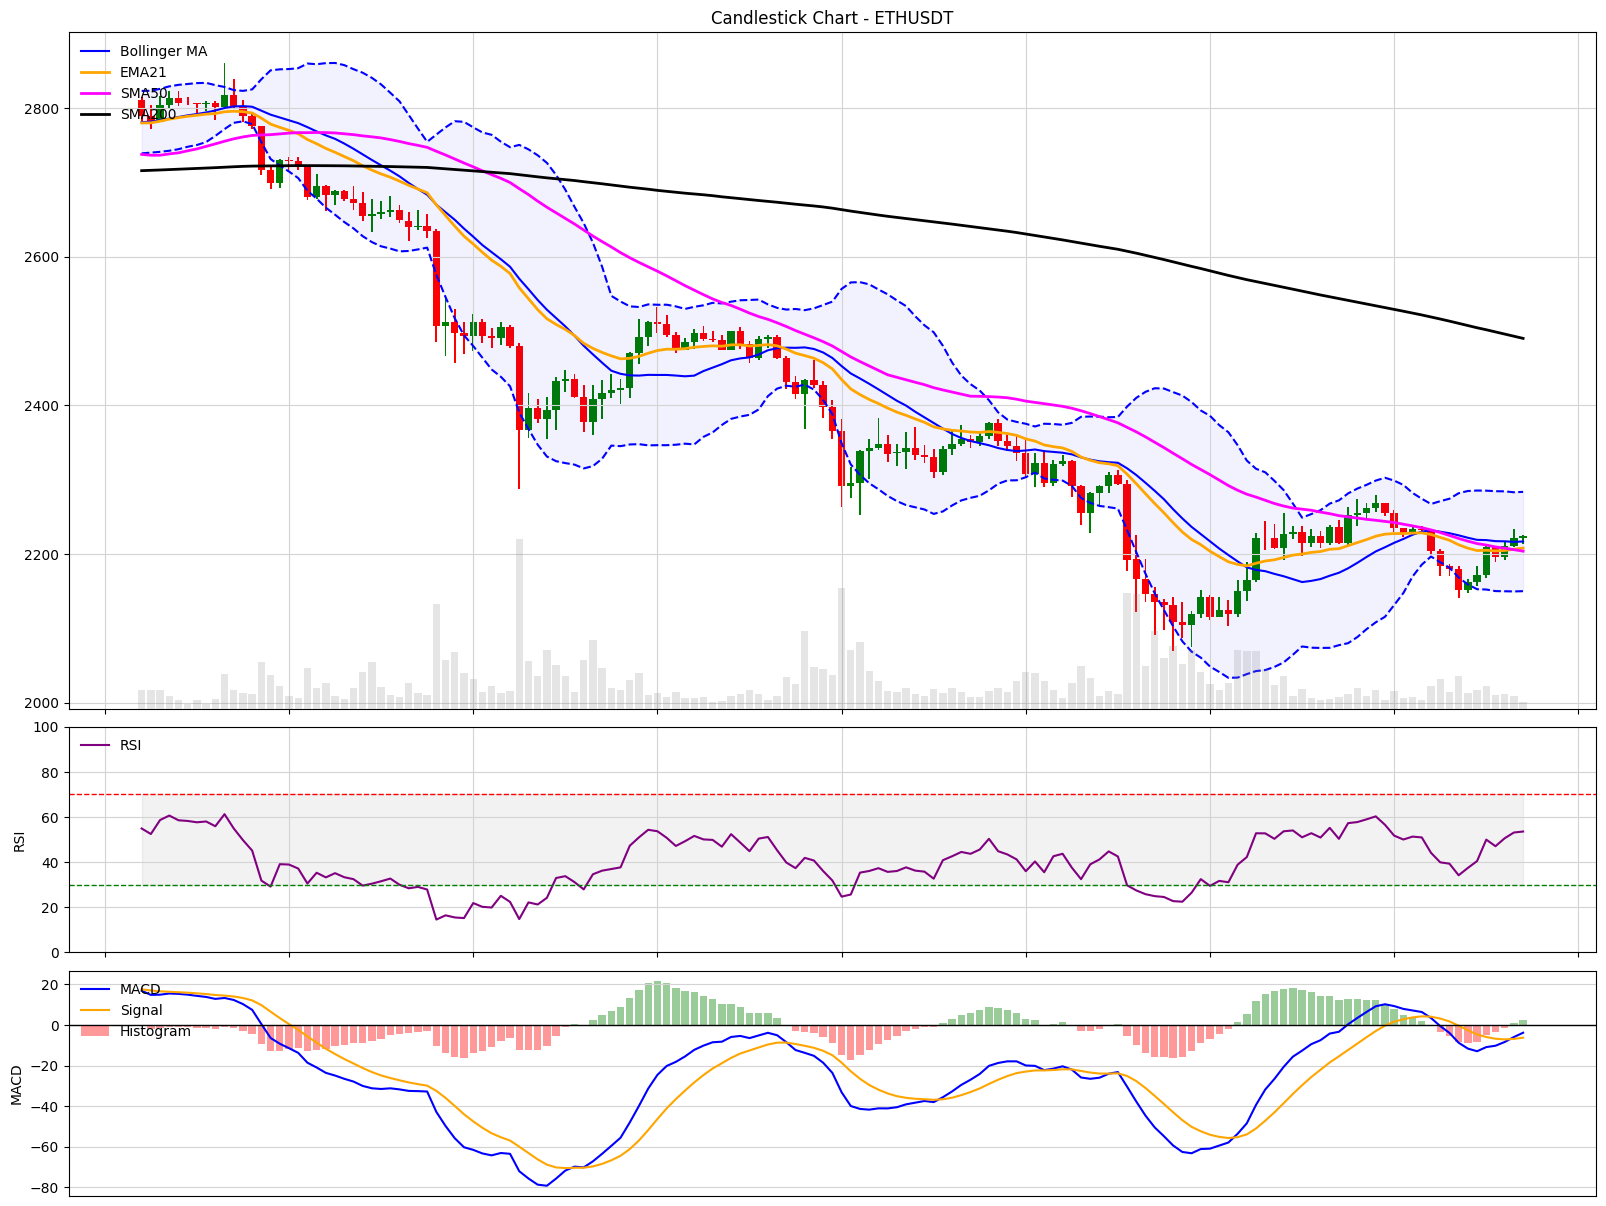 Candlestick Chart - ETHUSDT
Bollinger MA
EMA21
SMA50
SMA200
2800
2600
2400
2200
2000
100
80
60
40
20
0
RSI
RSI
20
0
−20
−40
−60
−80
MACD
MACD
Signal
Histogram